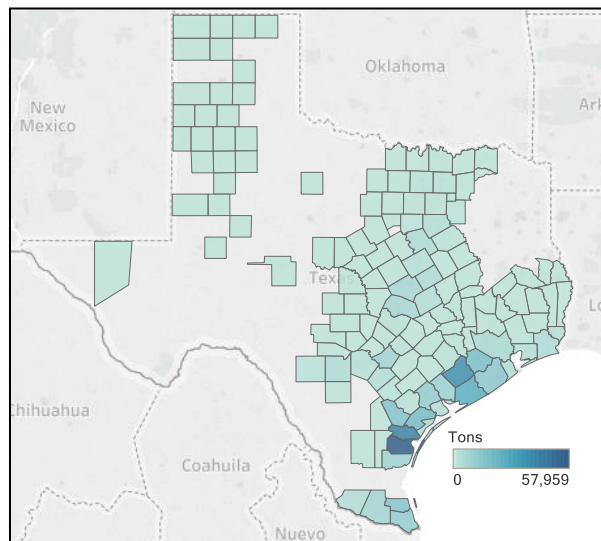 Oklahoma
New
Mexico
Ark
Texas
Lo
Chihuahua
Coahuila
Nuevo
Tons
0
57,959